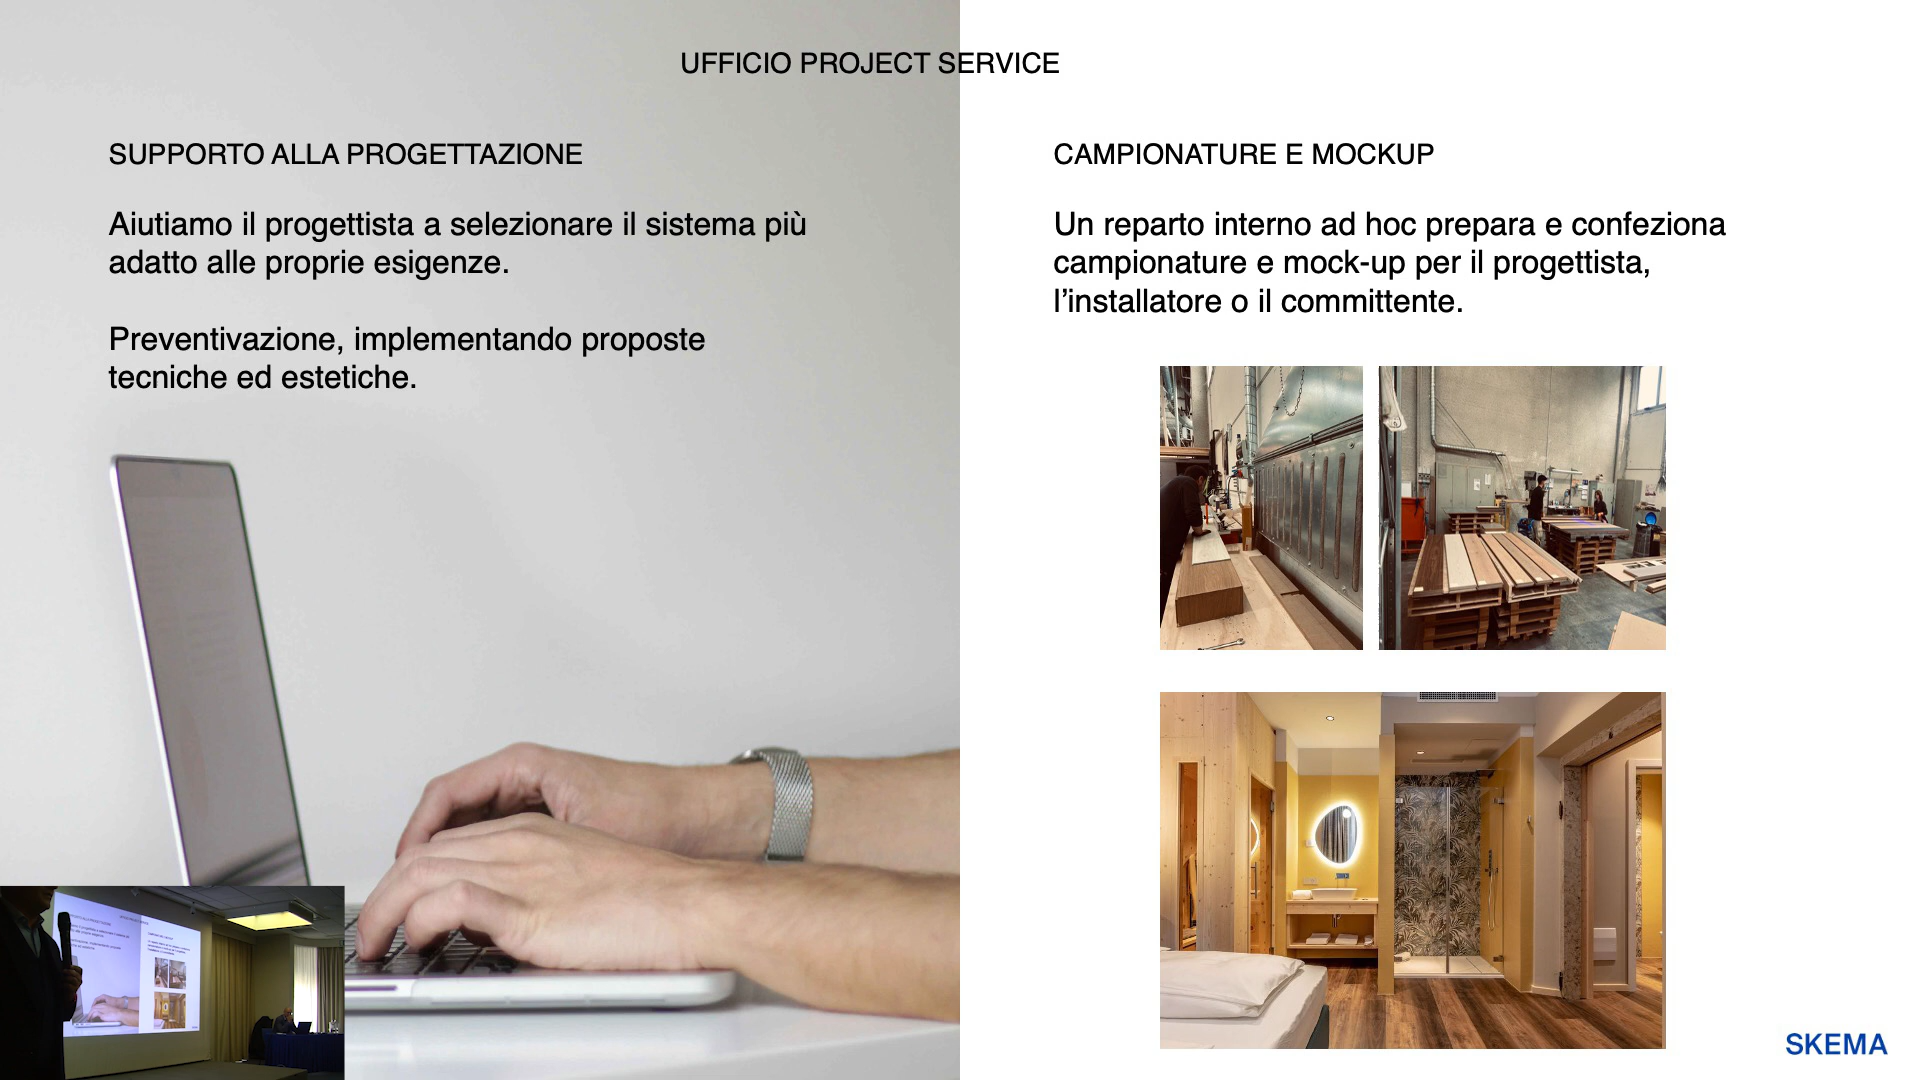 UFFICIO PROJECT SERVICE
SUPPORTO ALLA PROGETTAZIONE
Aiutiamo il progettista a selezionare il sistema più
adatto alle proprie esigenze.
Preventivazione, implementando proposte
tecniche ed estetiche.
CAMPIONATURE E MOCKUP
Un reparto interno ad hoc prepara e confeziona
campionature e mock-up per il progettista,
l’installatore o il committente.
SKEMA